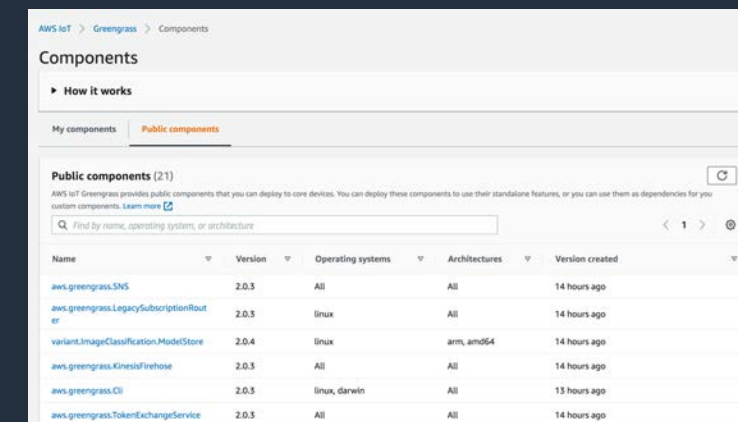 AWS IoT > Greengrass > Components
Components
How it works
My components Public components
Public components (21)
AWS IoT Greengrass provides public components that you can deploy to core devices. You can deploy these components to use their standalone features, or you can use them as dependencies for you
custom components. Learn more
Find by name, operating system, or architecture
< 1 >
Name Version Operating systems Architectures Version created
aws.greengrass.SNS 2.0.3 All All 14 hours ago
aws.greengrass.LegacySubscriptionRout
er 2.0.3 linux All 14 hours ago
variant.ImageClassification.ModelStore 2.0.4 linux arm, amd64 14 hours ago
aws.greengrass.KinesisFirehose 2.0.3 All All 14 hours ago
aws.greengrass.Cli 2.0.3 linux, darwin All 13 hours ago
aws.greengrass.TokenExchangeService 2.0.3 All All 14 hours ago